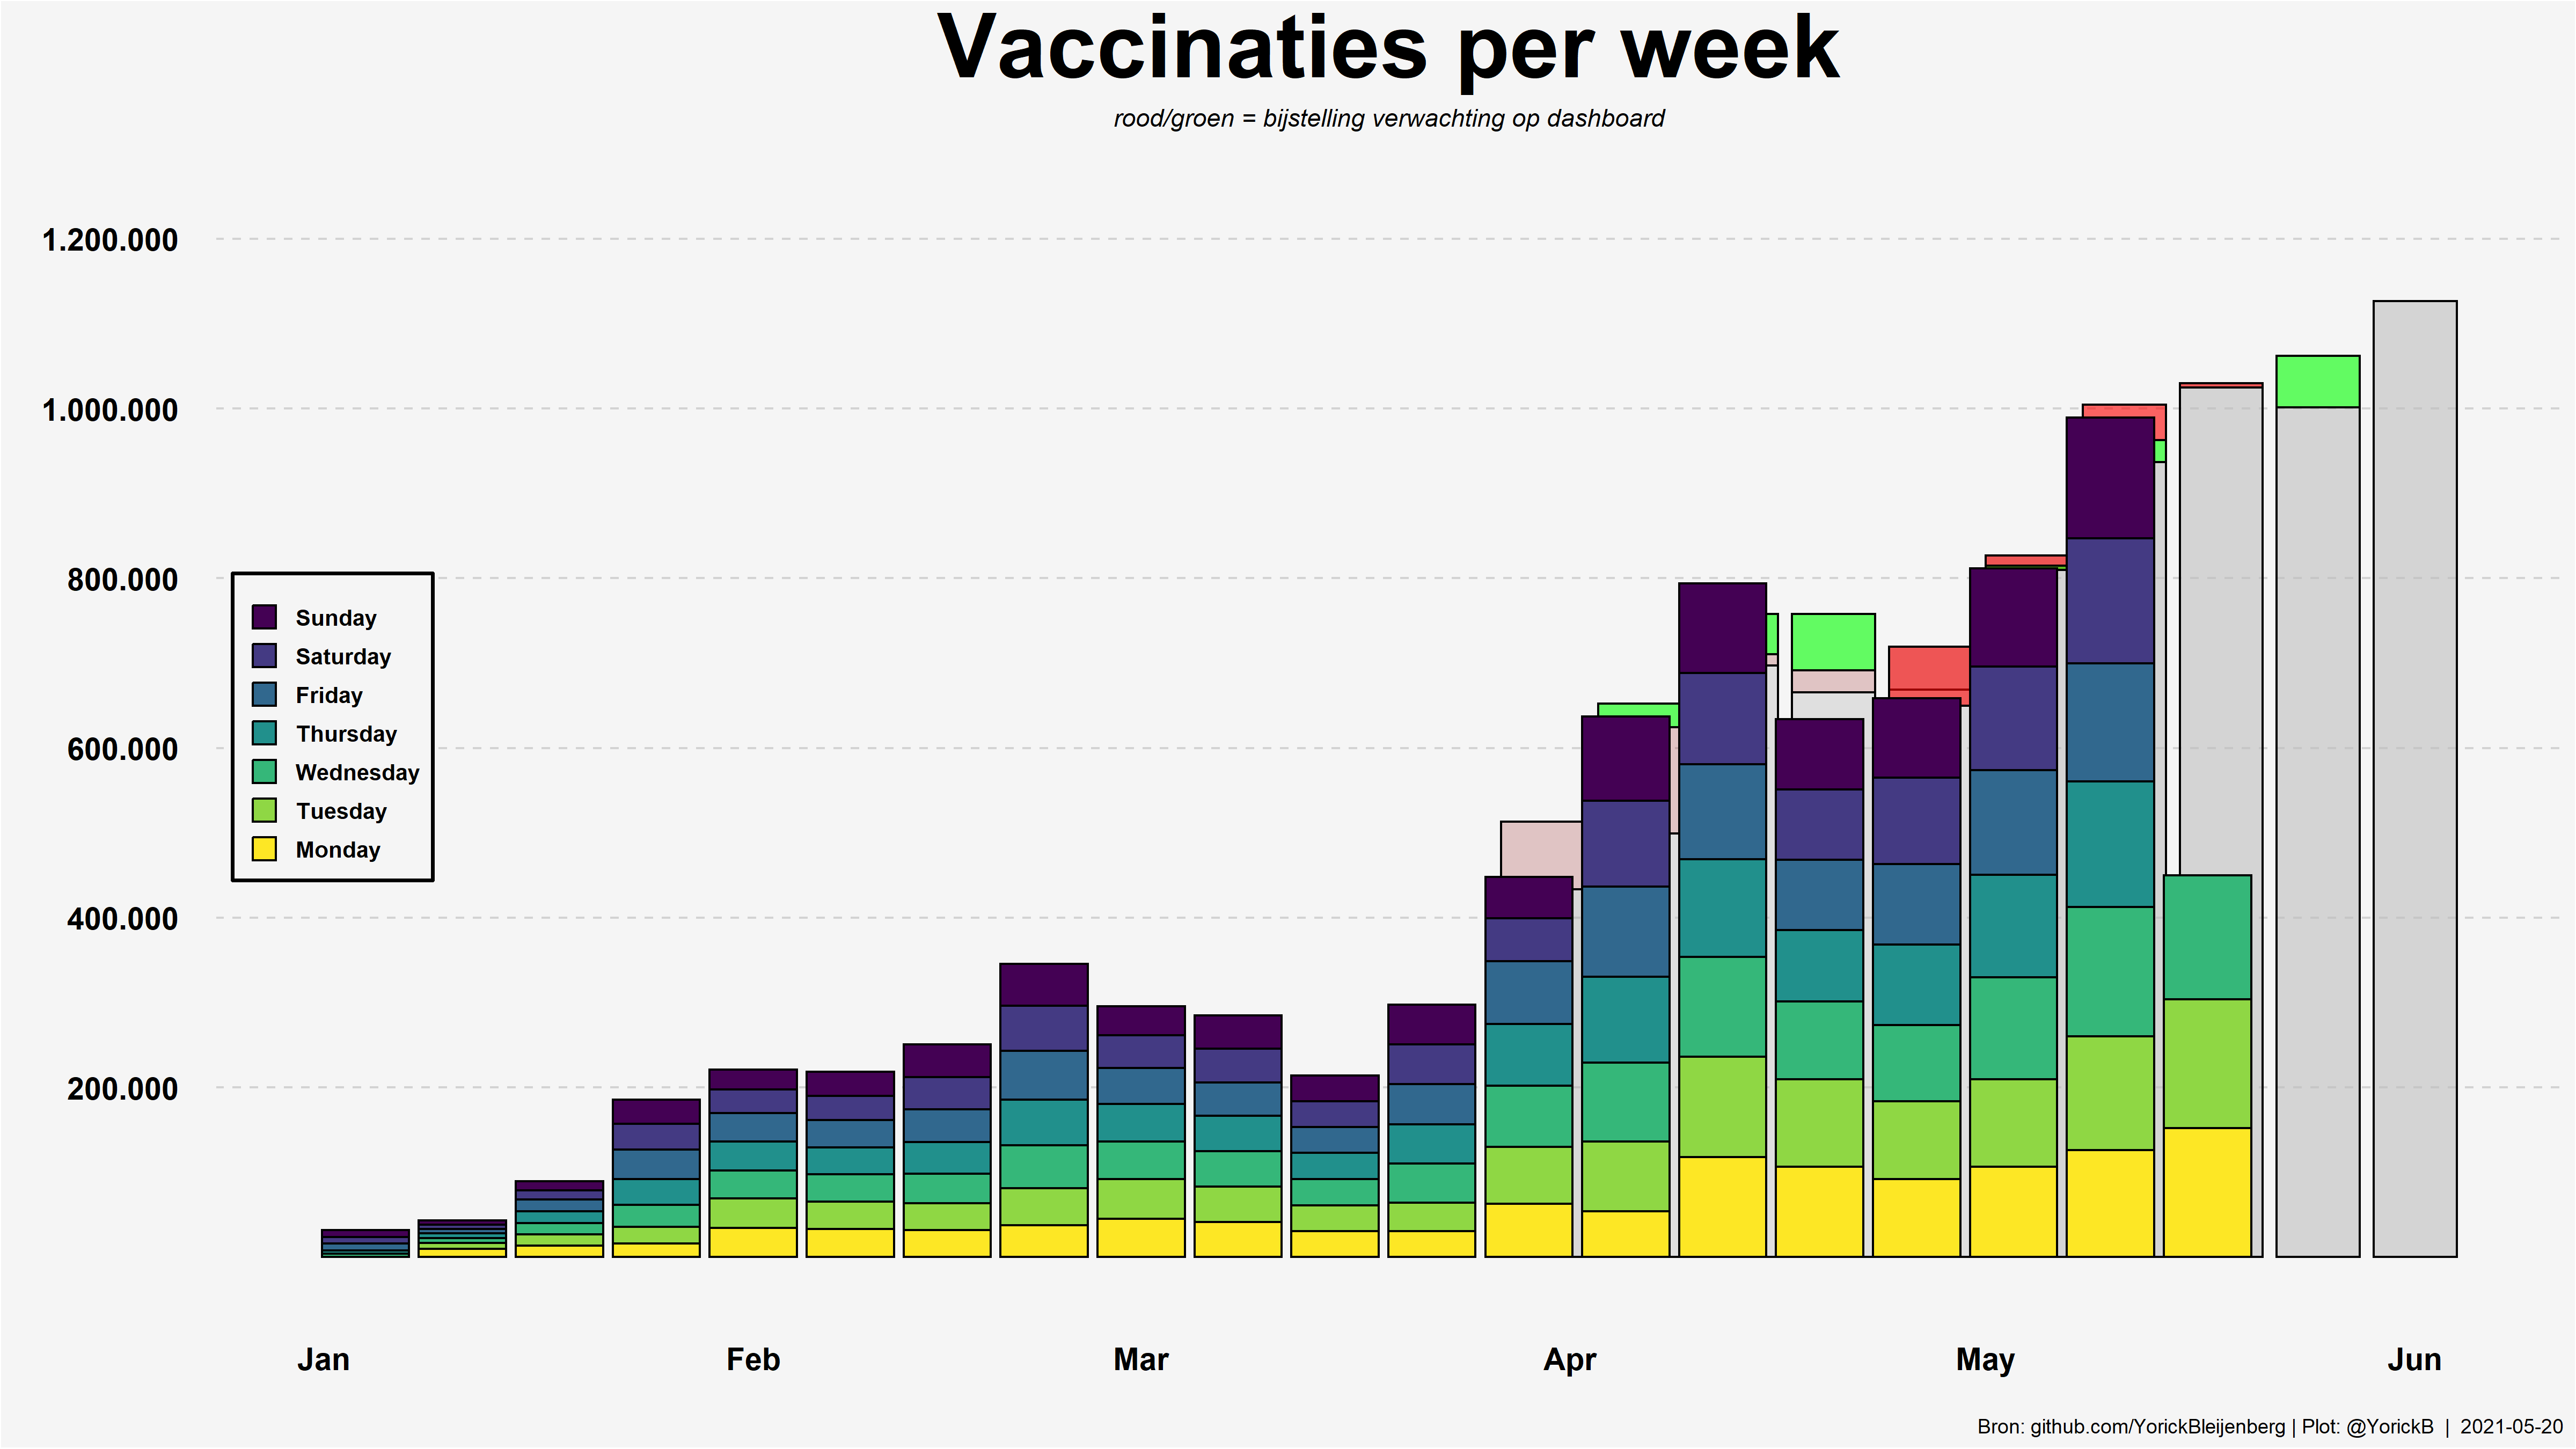 Vaccinaties per week
rood/groen = bijstelling verwachting op dashboard
1.200.000
1.000.000
800.000
600.000
400.000
200.000
Sunday
Saturday
Friday
Thursday
Wednesday
Tuesday
Monday
Jan Feb Mar Apr May Jun
Bron: github.com/YorickBleijenberg | Plot: @YorickB | 2021-05-20